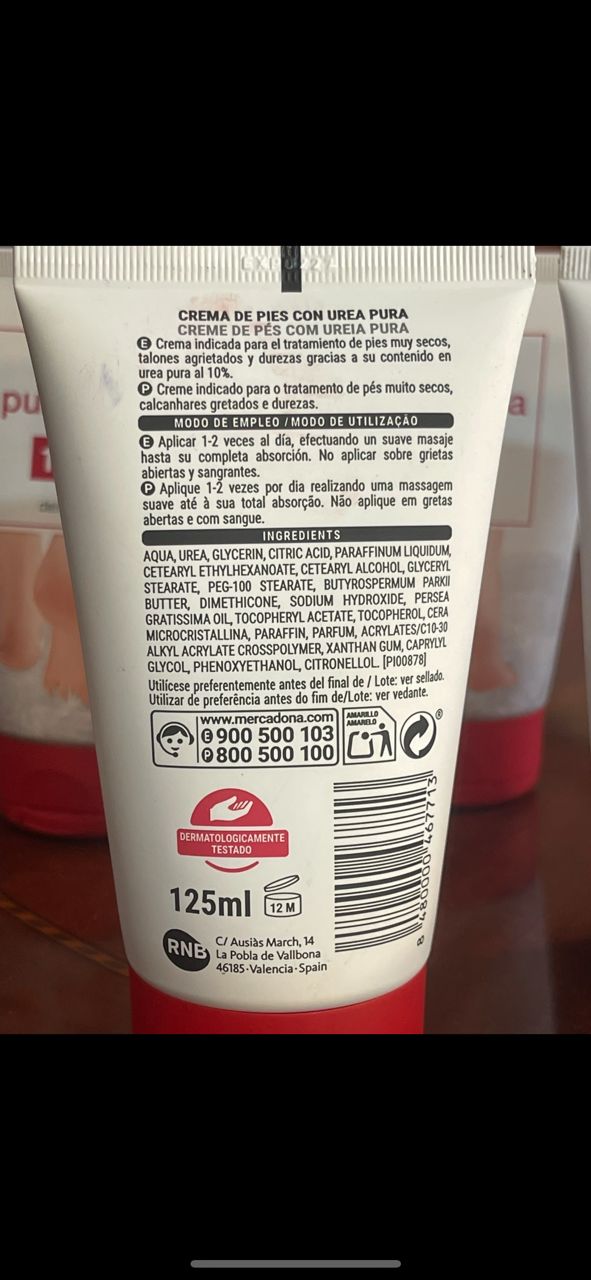 CREMA DE PIES CON UREA PURA
CREME DE PÉS COM UREIA PURA
E Crema indicada para el tratamiento de pies muy secos,
talones agrietados y durezas gracias a su contenido en
urea pura al 10%.
P Creme indicado para o tratamento de pés muito secos,
calcanhares gretados e durezas.
MODO DE EMPLEO / MODO DE UTILIZAÇÃO
E Aplicar 1-2 veces al día, efectuando un suave masaje
hasta su completa absorción. No aplicar sobre grietas
abiertas y sangrantes.
P Aplique 1-2 vezes por dia realizando uma massagem
suave até à sua total absorção. Não aplique em gretas
abertas e com sangue.
INGREDIENTS
AQUA, UREA, GLYCERIN, CITRIC ACID, PARAFFINUM LIQUIDUM,
CETEARYL ETHYLHEXANOATE, CETEARYL ALCOHOL, GLYCERYL
STEARATE, PEG-100 STEARATE, BUTYROSPERMUM PARKII
BUTTER, DIMETHICONE, SODIUM HYDROXIDE, PERSEA
GRATISSIMA OIL, TOCOPHERYL ACETATE, TOCOPHEROL, CERA
MICROCRISTALLINA, PARAFFIN, PARFUM, ACRYLATES/C10-30
ALKYL ACRYLATE CROSSPOLYMER, XANTHAN GUM, CAPRYLYL
GLYCOL, PHENOXYETHANOL, CITRONELLOL. [PI00878]
Utilícese preferentemente antes del final de / Lote: ver sellado.
Utilizar de preferência antes do fim de/Lote: ver vedante.
www.mercadona.com
E 900 500 103
P 800 500 100
AMARILLO
AMARELO
®
DERMATOLOGICAMENTE
TESTADO
125ml
12 M
8 480000 467713
RNB
C/ Ausiàs March, 14
La Pobla de Vallbona
46185·Valencia·Spain
pu
a